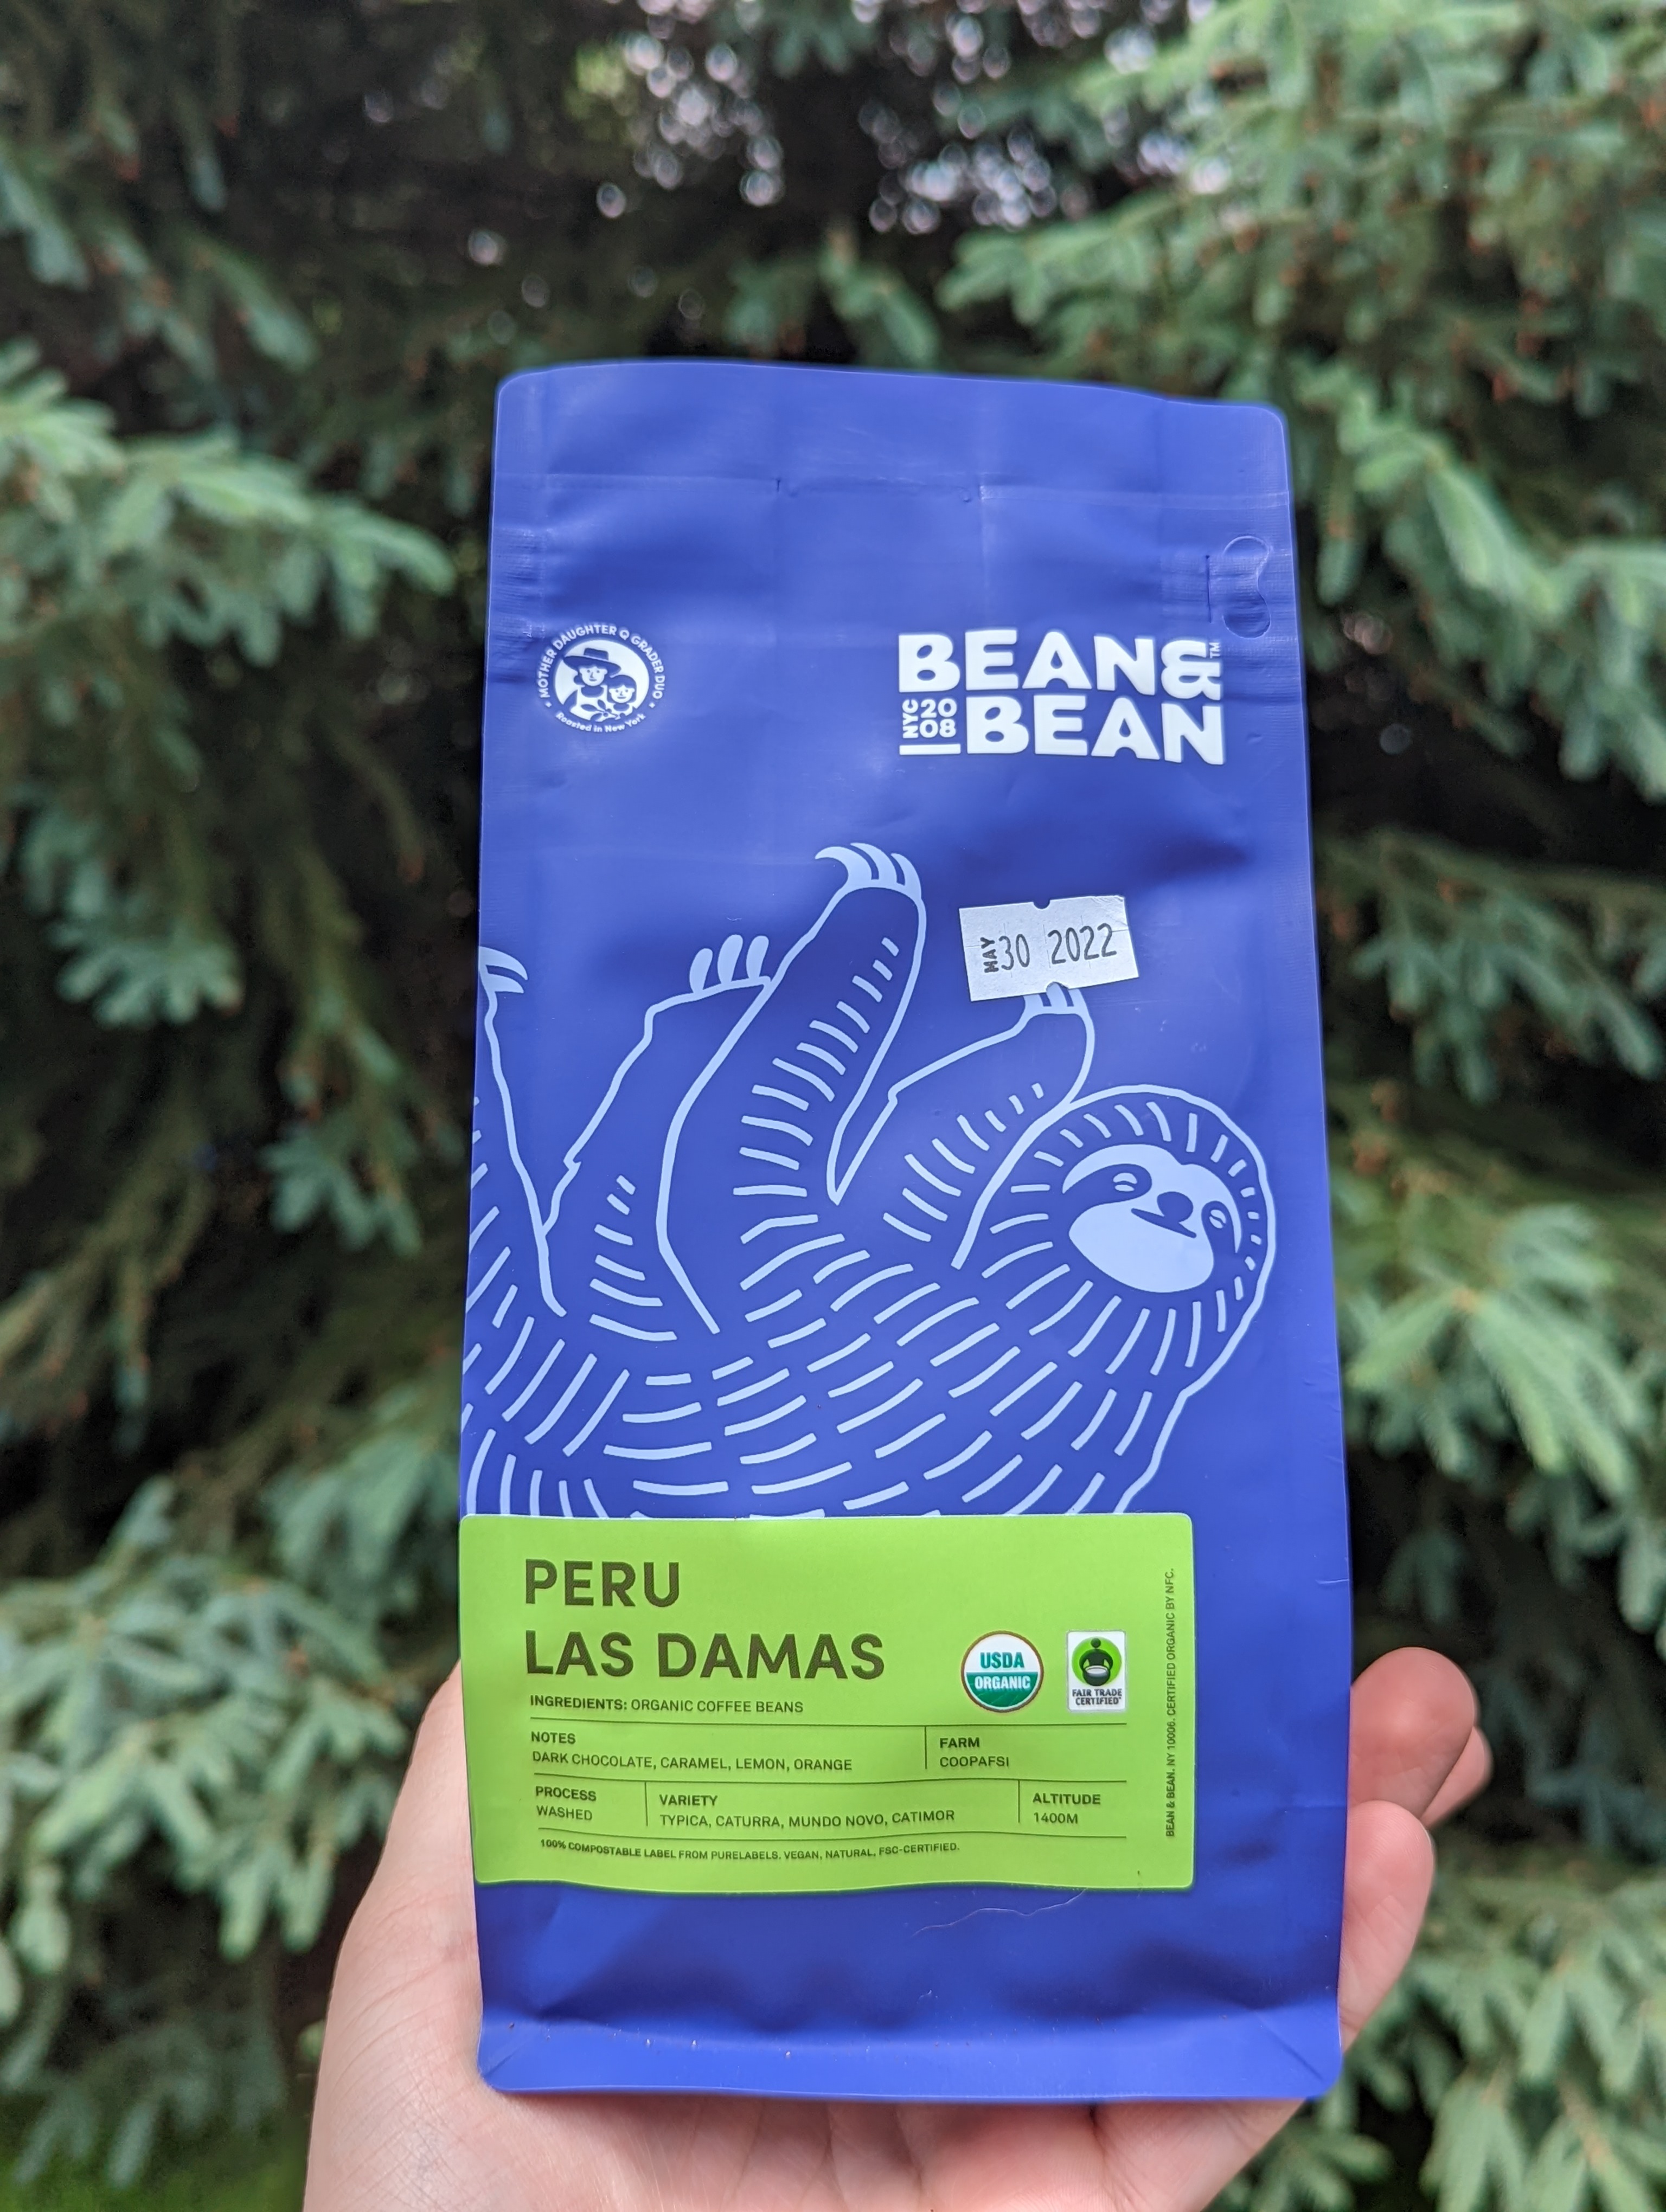 MOTHER DAUGHTER Q GRADER DUO
Roasted in New York
BEAN&™
NYC 2008 BEAN
MAY 30 2022
PERU
LAS DAMAS
USDA
ORGANIC
FAIR TRADE
CERTIFIED
INGREDIENTS: ORGANIC COFFEE BEANS
NOTES
DARK CHOCOLATE, CARAMEL, LEMON, ORANGE
FARM
COOPAFSI
PROCESS
WASHED
VARIETY
TYPICA, CATURRA, MUNDO NOVO, CATIMOR
ALTITUDE
1400M
100% COMPOSTABLE LABEL FROM PURELABELS. VEGAN, NATURAL, FSC-CERTIFIED.
BEAN & BEAN. NY 10006. CERTIFIED ORGANIC BY NFC.